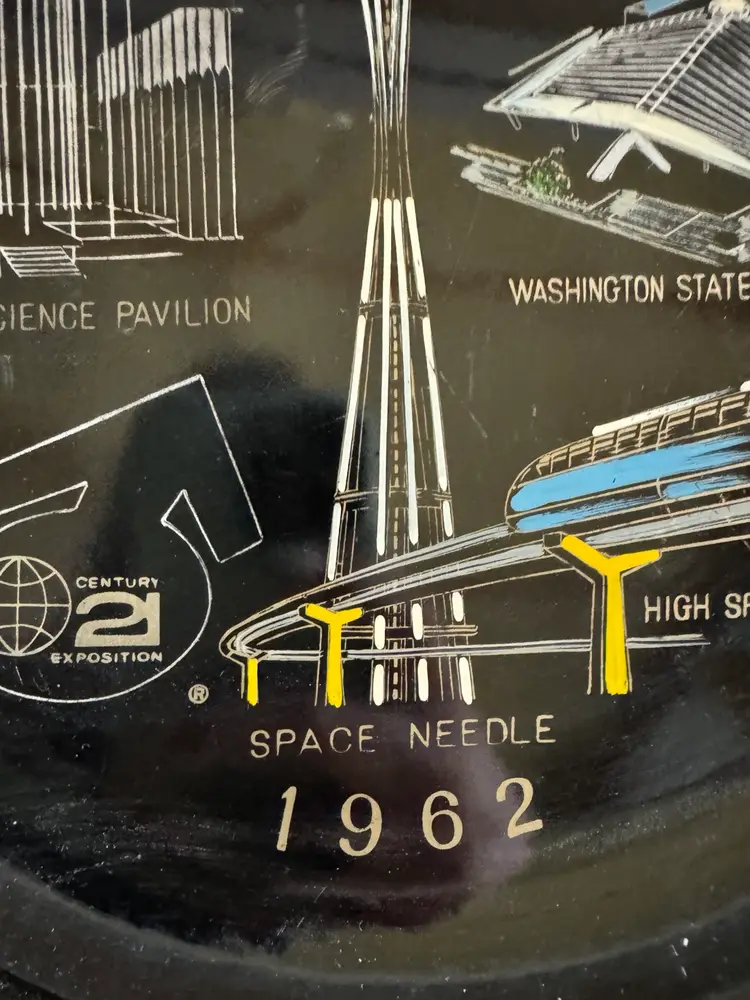 CIENCE PAVILION
WASHINGTON STATE
CENTURY
21
EXPOSITION
®
HIGH SP
SPACE NEEDLE
1962